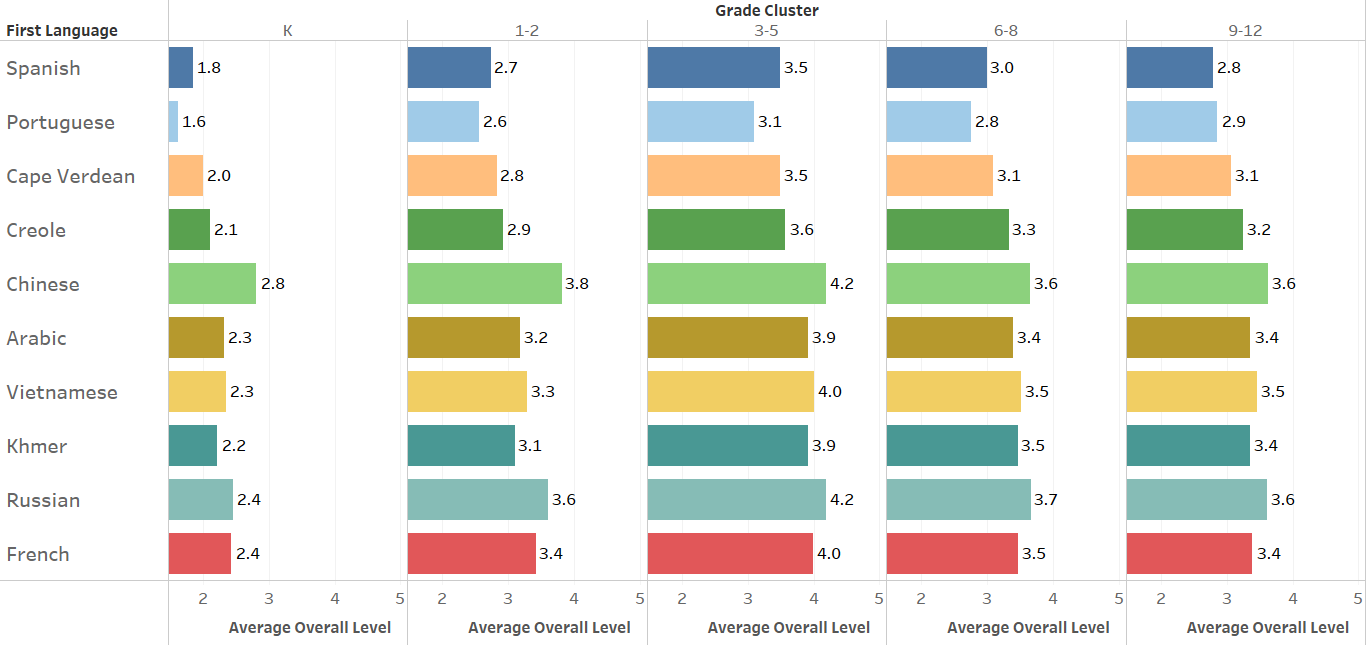 Grade Cluster
First Language K 1-2 3-5 6-8 9-12
Spanish 1.8 2.7 3.5 3.0 2.8
Portuguese 1.6 2.6 3.1 2.8 2.9
Cape Verdean 2.0 2.8 3.5 3.1 3.1
Creole 2.1 2.9 3.6 3.3 3.2
Chinese 2.8 3.8 4.2 3.6 3.6
Arabic 2.3 3.2 3.9 3.4 3.4
Vietnamese 2.3 3.3 4.0 3.5 3.5
Khmer 2.2 3.1 3.9 3.5 3.4
Russian 2.4 3.6 4.2 3.7 3.6
French 2.4 3.4 4.0 3.5 3.4
2 3 4 5 2 3 4 5 2 3 4 5 2 3 4 5 2 3 4 5
Average Overall Level Average Overall Level Average Overall Level Average Overall Level Average Overall Level